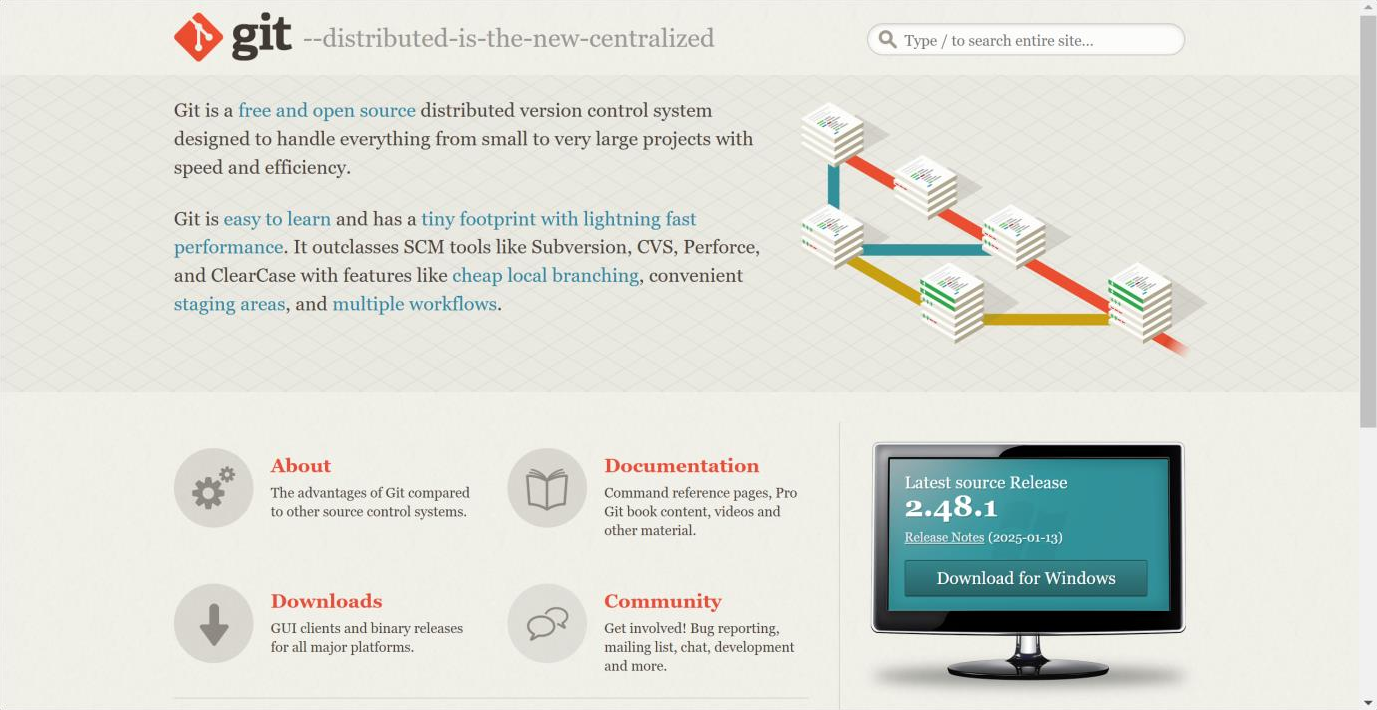 git --distributed-is-the-new-centralized
Type / to search entire site...
Git is a free and open source distributed version control system
designed to handle everything from small to very large projects with
speed and efficiency.
Git is easy to learn and has a tiny footprint with lightning fast
performance. It outclasses SCM tools like Subversion, CVS, Perforce,
and ClearCase with features like cheap local branching, convenient
staging areas, and multiple workflows.
About
The advantages of Git compared
to other source control systems.
Documentation
Command reference pages, Pro
Git book content, videos and
other material.
Downloads
GUI clients and binary releases
for all major platforms.
Community
Get involved! Bug reporting,
mailing list, chat, development
and more.
Latest source Release
2.48.1
Release Notes (2025-01-13)
Download for Windows